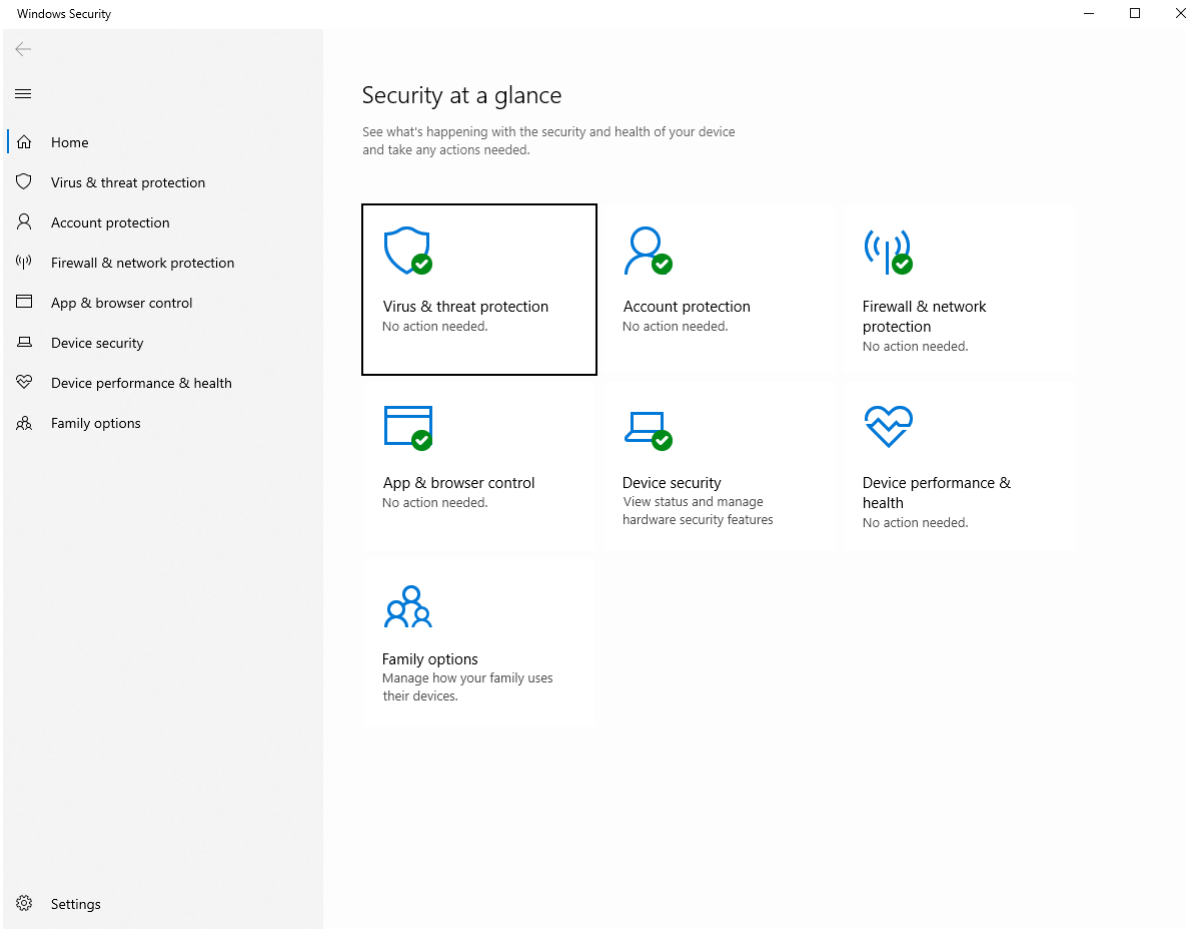 Windows Security
Home
Virus & threat protection
Account protection
Firewall & network protection
App & browser control
Device security
Device performance & health
Family options
Settings
Security at a glance
See what's happening with the security and health of your device
and take any actions needed.
Virus & threat protection
No action needed.
Account protection
No action needed.
Firewall & network
protection
No action needed.
App & browser control
No action needed.
Device security
View status and manage
hardware security features
Device performance &
health
No action needed.
Family options
Manage how your family uses
their devices.